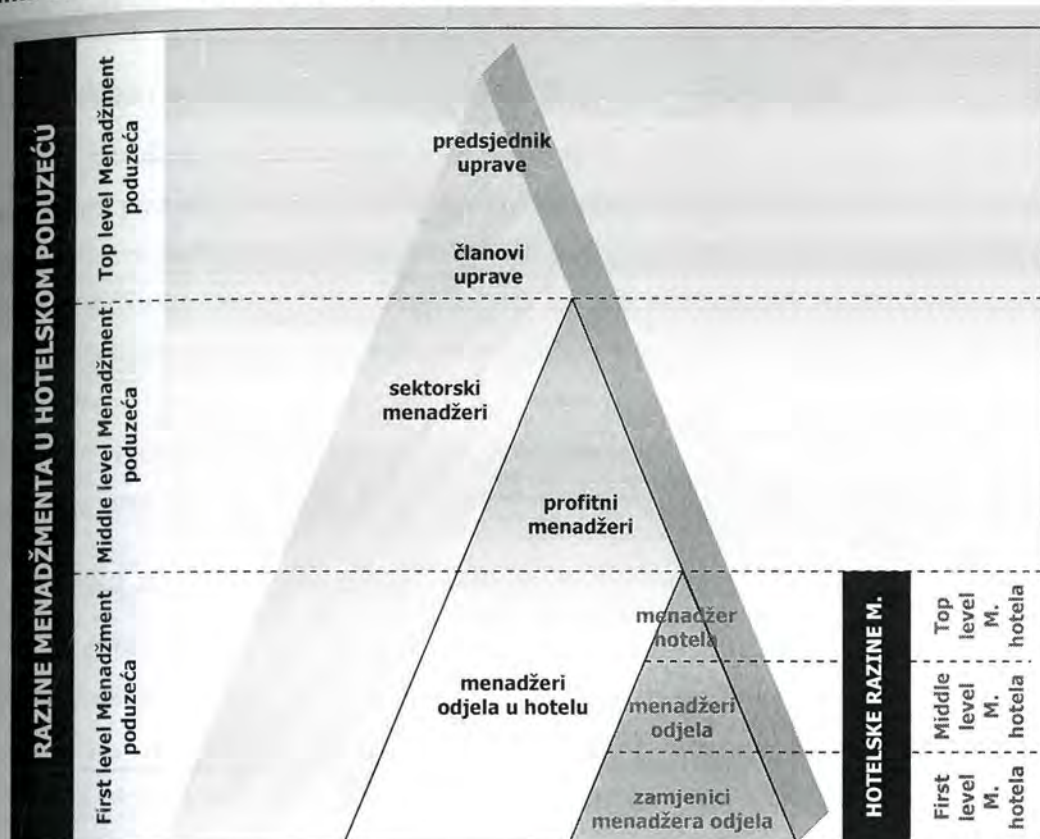 RAZINE MENADŽMENTA U HOTELSKOM PODUZEĆU
Top level Menadžment
poduzeća
predsjednik
uprave
članovi
uprave
Middle level Menadžment
poduzeća
sektorski
menadžeri
profitni
menadžeri
First level Menadžment
poduzeća
menadžeri
odjela u hotelu
menadžer
hotela
menadžeri
odjela
zamjenici
menadžera odjela
HOTELSKE RAZINE M.
Top
level
M.
hotela
Middle
level
M.
hotela
First
level
M.
hotela